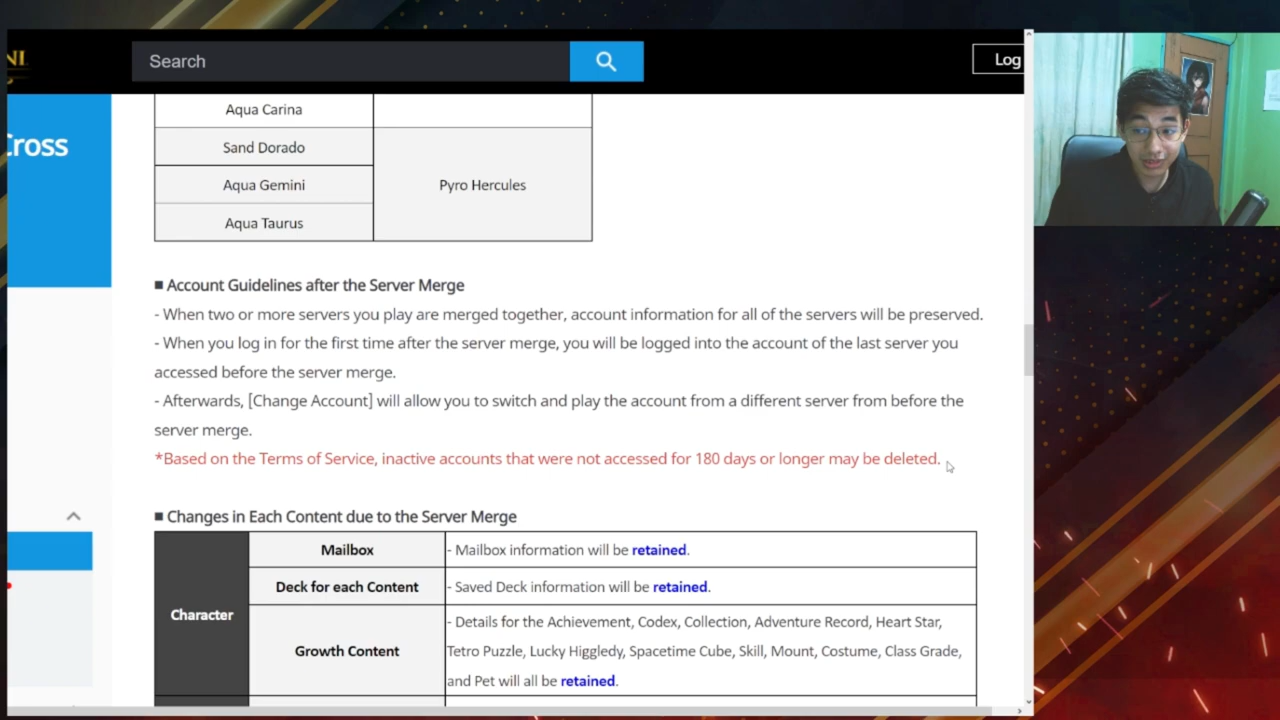 NI
Search
Log
Cross
Aqua Carina
Sand Dorado
Aqua Gemini
Pyro Hercules
Aqua Taurus
■ Account Guidelines after the Server Merge
- When two or more servers you play are merged together, account information for all of the servers will be preserved.
- When you log in for the first time after the server merge, you will be logged into the account of the last server you
accessed before the server merge.
- Afterwards, [Change Account] will allow you to switch and play the account from a different server from before the
server merge.
*Based on the Terms of Service, inactive accounts that were not accessed for 180 days or longer may be deleted.
■ Changes in Each Content due to the Server Merge
Mailbox
- Mailbox information will be retained.
Deck for each Content
- Saved Deck information will be retained.
Character
Growth Content
- Details for the Achievement, Codex, Collection, Adventure Record, Heart Star,
Tetro Puzzle, Lucky Higgledy, Spacetime Cube, Skill, Mount, Costume, Class Grade,
and Pet will all be retained.